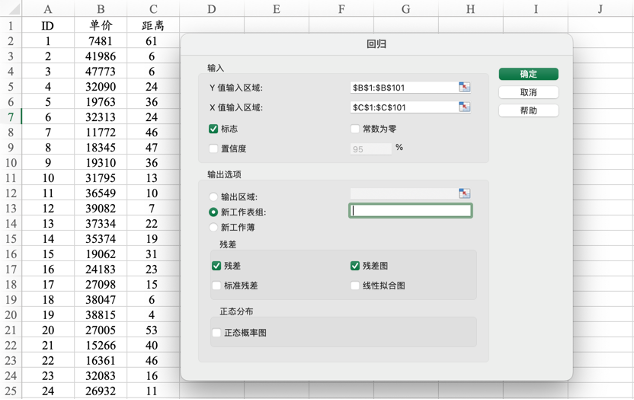 A B C D E F G H I J
1 ID 单价 距离
2 1 7481 61
3 2 41986 6
4 3 47773 6
5 4 32090 24
6 5 19763 36
7 6 32313 24
8 7 11772 46
9 8 18345 47
10 9 19310 36
11 10 31795 13
12 11 36549 10
13 12 39082 7
14 13 37334 22
15 14 35374 19
16 15 19062 31
17 16 24183 23
18 17 27098 15
19 18 38047 6
20 19 38815 4
21 20 27005 53
22 21 15266 40
23 22 16361 46
24 23 32083 16
25 24 26932 11
回归
输入
Y 值输入区域: $B$1:$B$101
X 值输入区域: $C$1:$C$101
标志 常数为零
置信度 95 %
输出选项
输出区域:
新工作表组:
新工作薄
残差
残差 残差图
标准残差 线性拟合图
正态分布
正态概率图
确定
取消
帮助